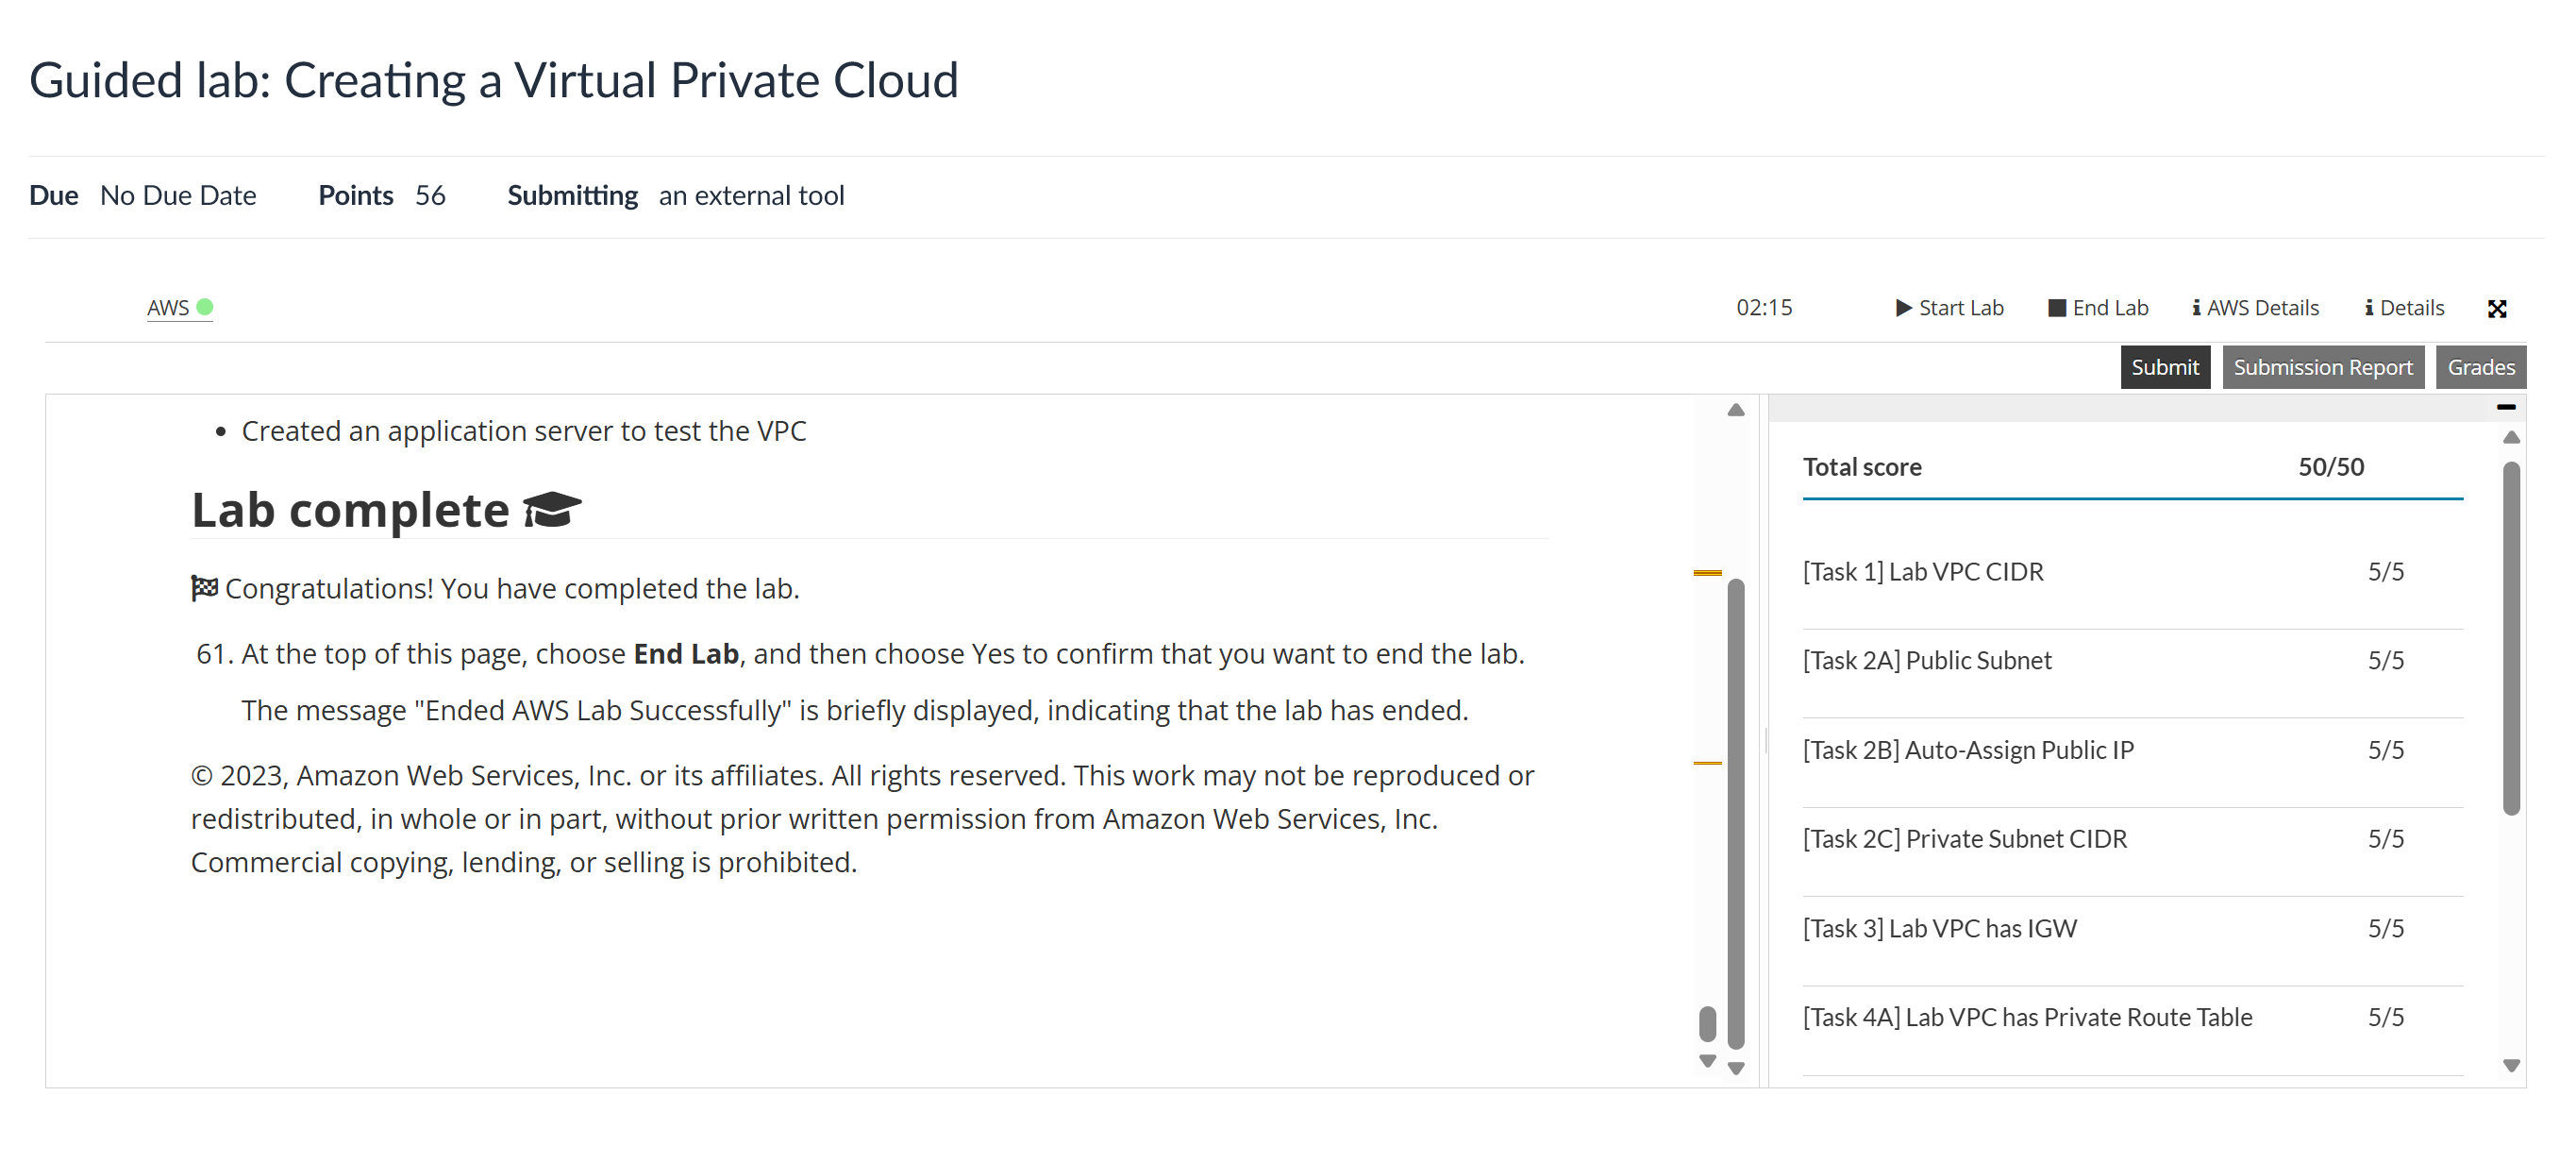 Guided lab: Creating a Virtual Private Cloud
Due No Due Date Points 56 Submitting an external tool
AWS 02:15 Start Lab End Lab AWS Details Details
Submit Submission Report Grades
• Created an application server to test the VPC
Lab complete
Congratulations! You have completed the lab.
61. At the top of this page, choose End Lab, and then choose Yes to confirm that you want to end the lab.
The message "Ended AWS Lab Successfully" is briefly displayed, indicating that the lab has ended.
© 2023, Amazon Web Services, Inc. or its affiliates. All rights reserved. This work may not be reproduced or
redistributed, in whole or in part, without prior written permission from Amazon Web Services, Inc.
Commercial copying, lending, or selling is prohibited.
Total score 50/50
[Task 1] Lab VPC CIDR 5/5
[Task 2A] Public Subnet 5/5
[Task 2B] Auto-Assign Public IP 5/5
[Task 2C] Private Subnet CIDR 5/5
[Task 3] Lab VPC has IGW 5/5
[Task 4A] Lab VPC has Private Route Table 5/5